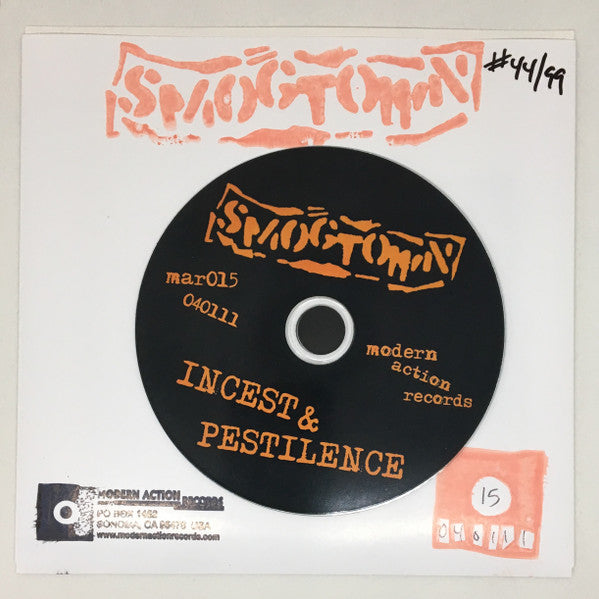 SMOGTOWN
#44/99
SMOGTOWN
mar015
040111
modern
action
records
INCEST &
PESTILENCE
MODERN ACTION
RECORDS
PO BOX
SONOMA, CA 95476 USA
www.modernactionrecords.com
15
040111